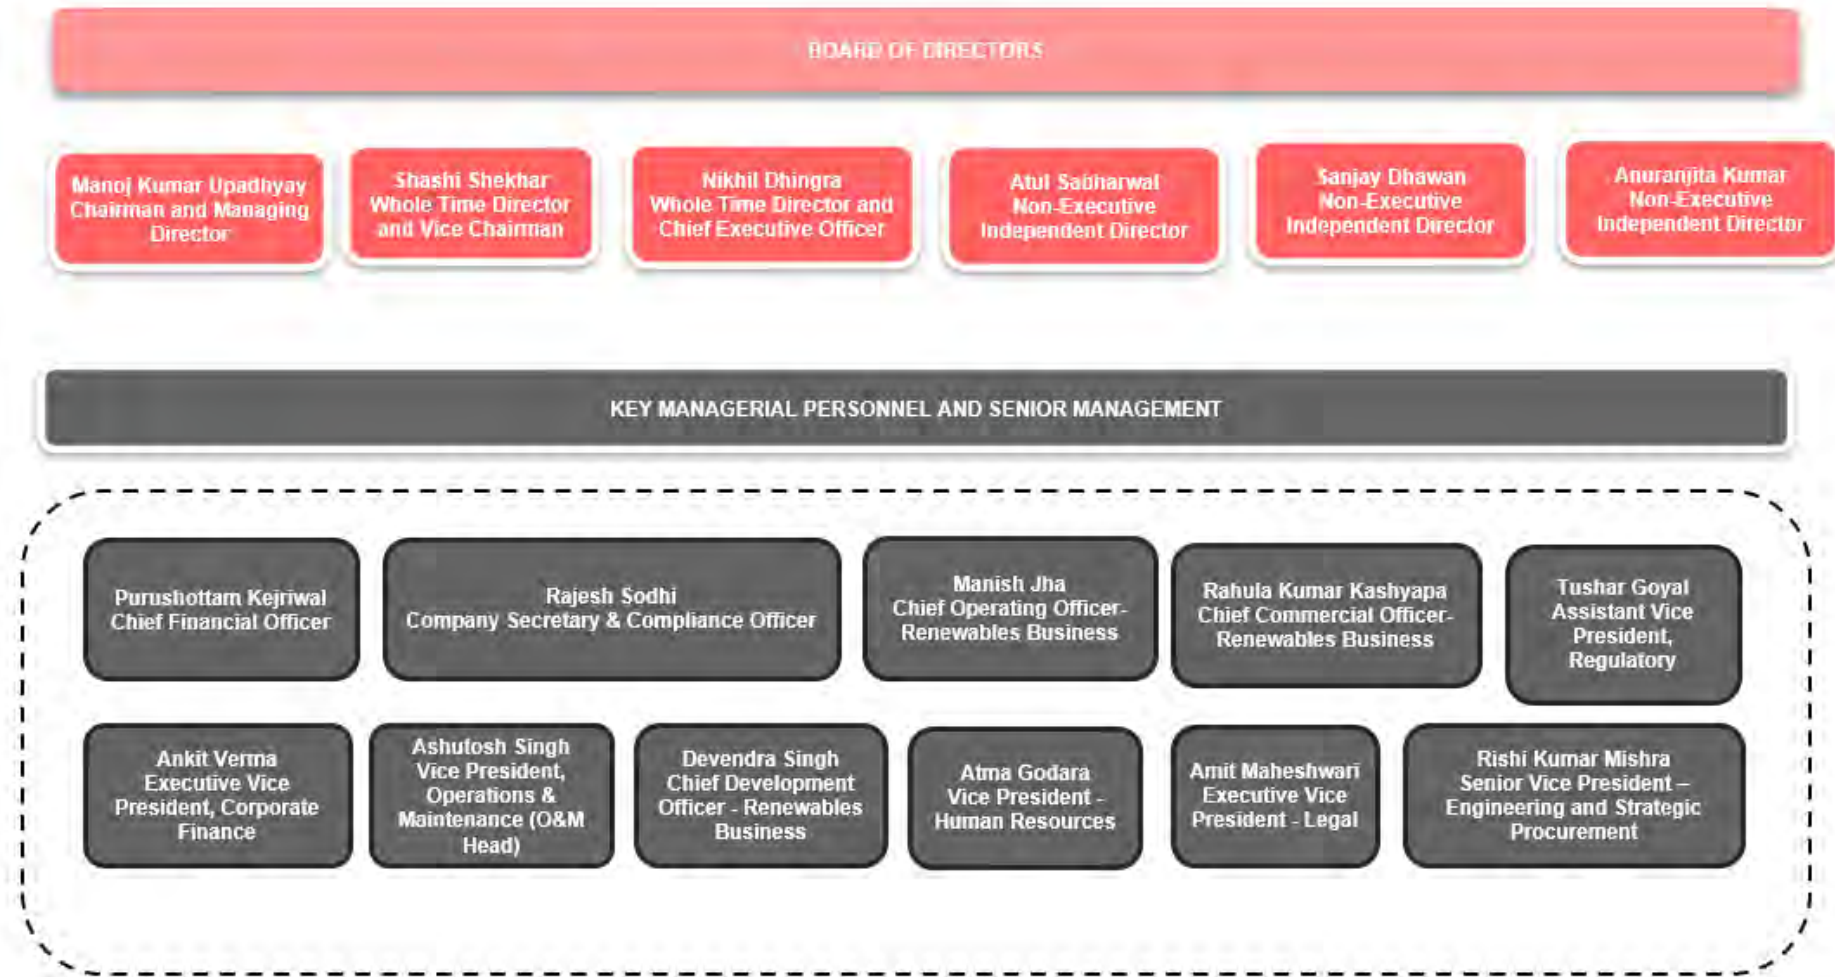 BOARD OF DIRECTORS
Manoj Kumar Upadhyay
Chairman and Managing
Director
Shashi Shekhar
Whole Time Director
and Vice Chairman
Nikhil Dhingra
Whole Time Director and
Chief Executive Officer
Atul Sabharwal
Non-Executive
Independent Director
Sanjay Dhawan
Non-Executive
Independent Director
Anuranjita Kumar
Non-Executive
Independent Director
KEY MANAGERIAL PERSONNEL AND SENIOR MANAGEMENT
Purushottam Kejriwal
Chief Financial Officer
Rajesh Sodhi
Company Secretary & Compliance Officer
Manish Jha
Chief Operating Officer-
Renewables Business
Rahula Kumar Kashyapa
Chief Commercial Officer-
Renewables Business
Tushar Goyal
Assistant Vice
President,
Regulatory
Ankit Verma
Executive Vice
President, Corporate
Finance
Ashutosh Singh
Vice President,
Operations &
Maintenance (O&M
Head)
Devendra Singh
Chief Development
Officer - Renewables
Business
Atma Godara
Vice President -
Human Resources
Amit Maheshwari
Executive Vice
President - Legal
Rishi Kumar Mishra
Senior Vice President –
Engineering and Strategic
Procurement